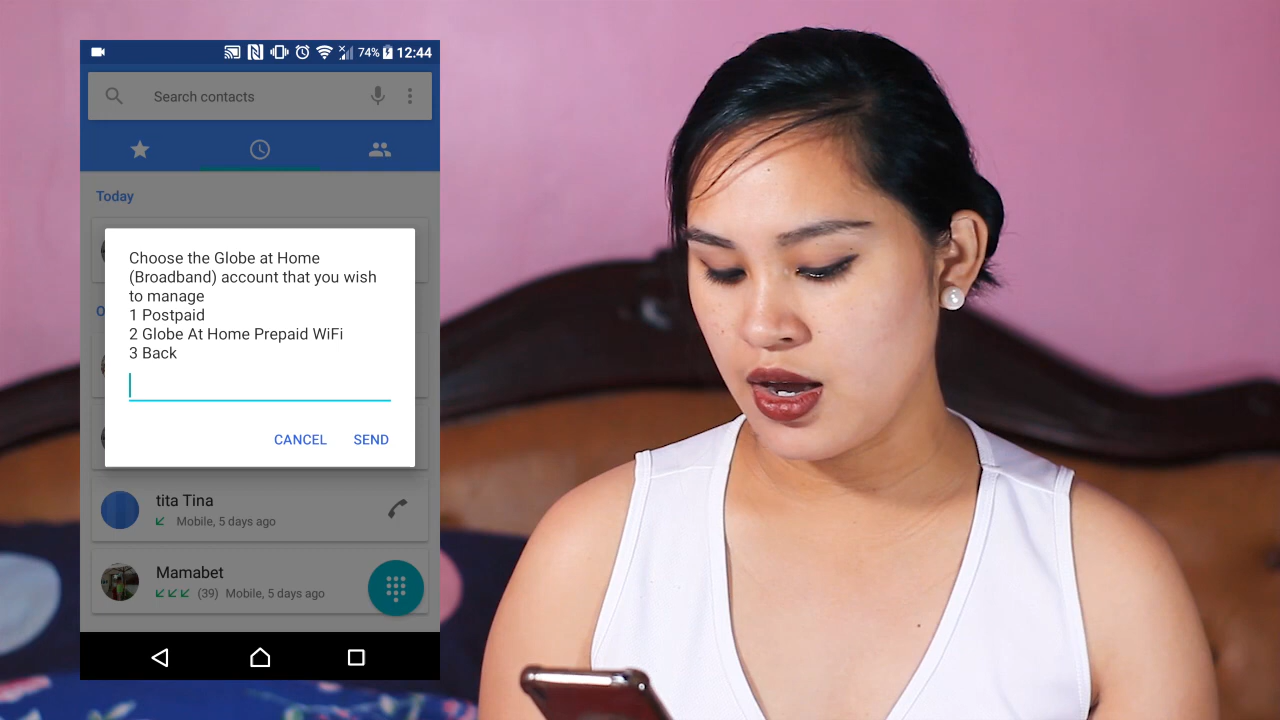 74% 12:44
Search contacts
Today
Choose the Globe at Home
(Broadband) account that you wish
to manage
1 Postpaid
2 Globe At Home Prepaid WiFi
3 Back
CANCEL SEND
tita Tina
Mobile, 5 days ago
Mamabet
(39) Mobile, 5 days ago